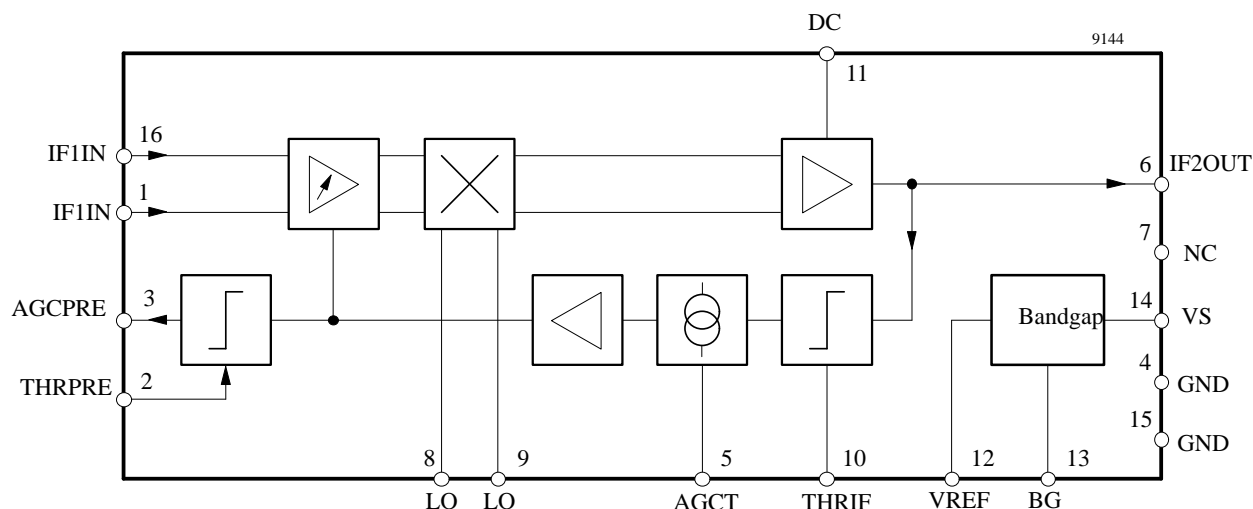 DC
9144
11
16
IF1IN
1
IF1IN
6
IF2OUT
7
NC
3
AGCPRE
Bandgap
14
VS
THRPRE
2
4
GND
15
GND
8
9
5
10
12
13
LO
LO
AGCT
THRIF
VREF
BG